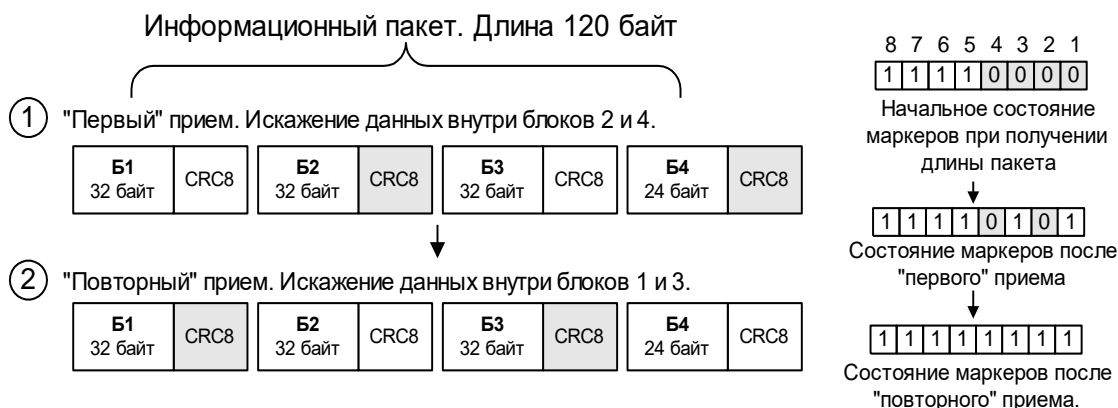 Информационный пакет. Длина 120 байт
1 "Первый" прием. Искажение данных внутри блоков 2 и 4.
Б1 CRC8 Б2 CRC8 Б3 CRC8 Б4 CRC8
32 байт 32 байт 32 байт 24 байт
2 "Повторный" прием. Искажение данных внутри блоков 1 и 3.
Б1 CRC8 Б2 CRC8 Б3 CRC8 Б4 CRC8
32 байт 32 байт 32 байт 24 байт
8 7 6 5 4 3 2 1
1 1 1 1 0 0 0 0
Начальное состояние
маркеров при получении
длины пакета
1 1 1 1 0 1 0 1
Состояние маркеров после
"первого" приема
1 1 1 1 1 1 1 1
Состояние маркеров после
"повторного" приема.